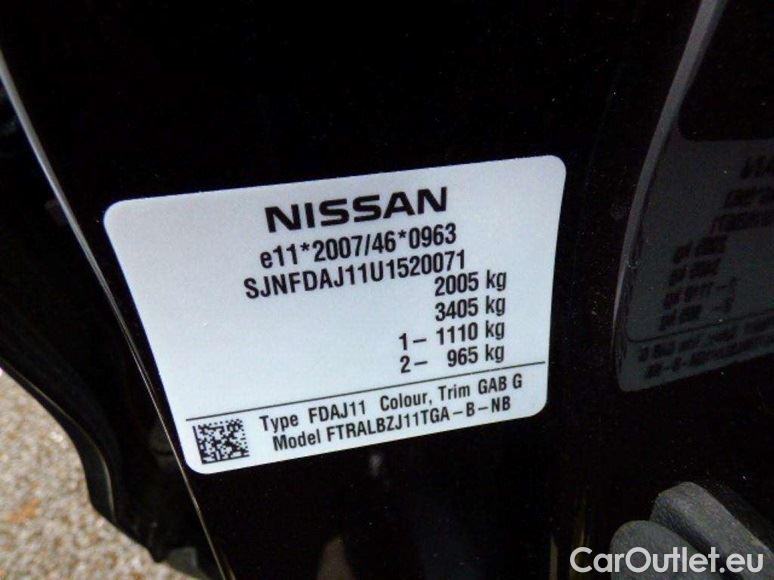 NISSAN
e11*2007/46*0963
SJNFDAJ11U1520071
2005 kg
3405 kg
1– 1110 kg
2– 965 kg
Type FDAJ11 Colour, Trim GAB G
Model FTRALBZJ11TGA–B–NB
CarOutlet.eu